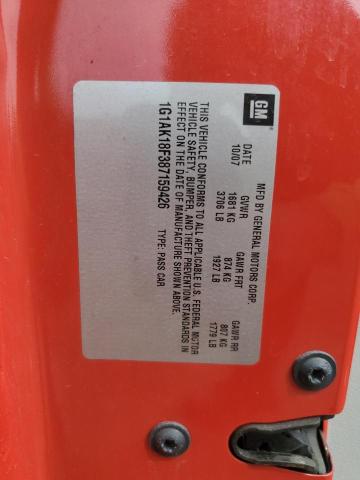 GM
MFD BY GENERAL MOTORS CORP.
DATE GVWR GAWR FRT GAWR RR
10/07 1681 KG 874 KG 807 KG
3706 LB 1927 LB 1779 LB
THIS VEHICLE CONFORMS TO ALL APPLICABLE U.S. FEDERAL MOTOR
VEHICLE SAFETY, BUMPER, AND THEFT PREVENTION STANDARDS IN
EFFECT ON THE DATE OF MANUFACTURE SHOWN ABOVE.
1G1AK18F387159426 TYPE: PASS CAR